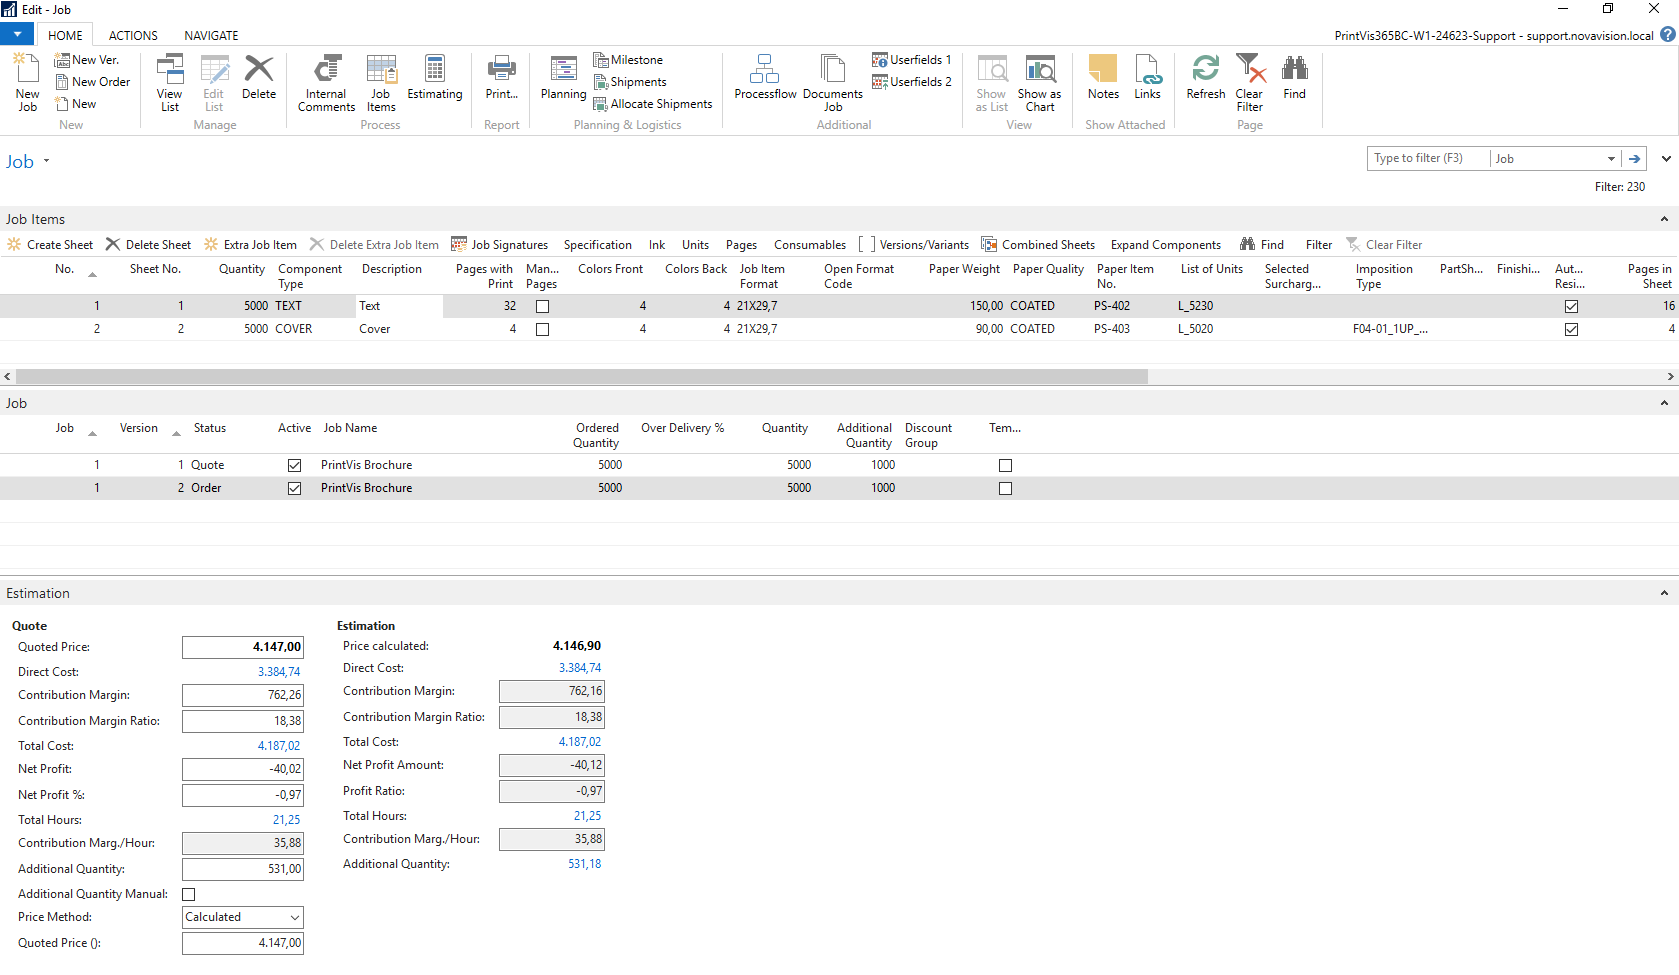 Edit - Job
HOME ACTIONS NAVIGATE PrintVis365BC-W1-24623-Support - support.novavision.local ?
New Job
New Ver.
New Order
New
New
View List
Edit List
Delete
Manage
Internal Comments
Job Items
Estimating
Process
Print...
Report
Planning
Milestone
Shipments
Allocate Shipments
Planning & Logistics
Processflow
Documents Job
Userfields 1
Userfields 2
Additional
Show as List
Show as Chart
View
Notes
Links
Show Attached
Refresh
Clear Filter
Find
Page
Job
Type to filter (F3) Job
Filter: 230
Job Items
Create Sheet Delete Sheet Extra Job Item Delete Extra Job Item Job Signatures Specification Ink Units Pages Consumables Versions/Variants Combined Sheets Expand Components Find Filter Clear Filter
No. Sheet No. Quantity Component Type Description Pages with Print Man... Pages Colors Front Colors Back Job Item Format Open Format Code Paper Weight Paper Quality Paper Item No. List of Units Selected Surcharg... Imposition Type PartSh... Finishi... Aut... Resi... Pages in Sheet
1 1 5000 TEXT Text 32 4 4 21X29,7 150,00 COATED PS-402 L_5230 16
2 2 5000 COVER Cover 4 4 4 21X29,7 90,00 COATED PS-403 L_5020 F04-01_1UP_... 4
Job
Job Version Status Active Job Name Ordered Quantity Over Delivery % Quantity Additional Quantity Discount Group Tem...
1 1 Quote PrintVis Brochure 5000 5000 1000
1 2 Order PrintVis Brochure 5000 5000 1000
Estimation
Quote
Quoted Price: 4.147,00
Direct Cost: 3.384,74
Contribution Margin: 762,26
Contribution Margin Ratio: 18,38
Total Cost: 4.187,02
Net Profit: -40,02
Net Profit %: -0,97
Total Hours: 21,25
Contribution Marg./Hour: 35,88
Additional Quantity: 531,00
Additional Quantity Manual:
Price Method: Calculated
Quoted Price (): 4.147,00
Estimation
Price calculated: 4.146,90
Direct Cost: 3.384,74
Contribution Margin: 762,16
Contribution Margin Ratio: 18,38
Total Cost: 4.187,02
Net Profit Amount: -40,12
Profit Ratio: -0,97
Total Hours: 21,25
Contribution Marg./Hour: 35,88
Additional Quantity: 531,18